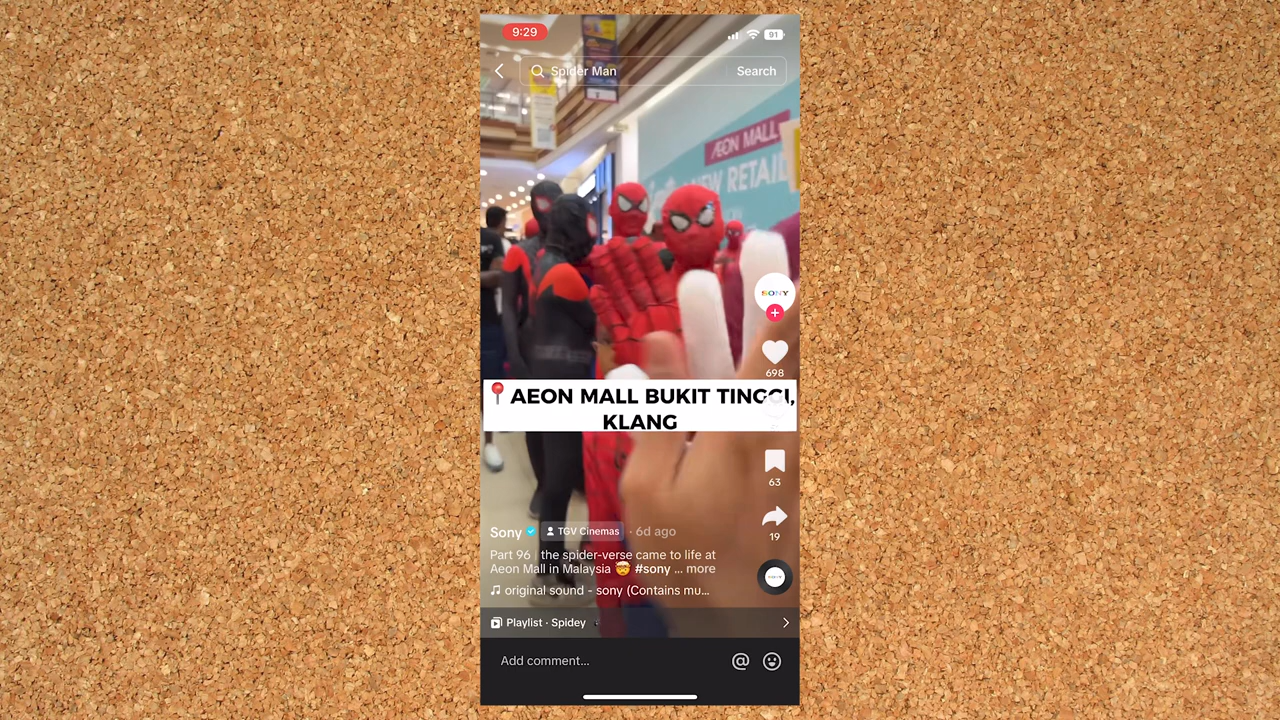 9:29
91
Spider Man
Search
AEON MALL
NEW RETAIL
SONY
698
📍AEON MALL BUKIT TINGGI,
KLANG
63
Sony
TGV Cinemas
· 6d ago
19
Part 96 | the spider-verse came to life at
Aeon Mall in Malaysia 🤯 #sony ... more
original sound - sony (Contains mu...
Playlist · Spidey
Add comment...
@